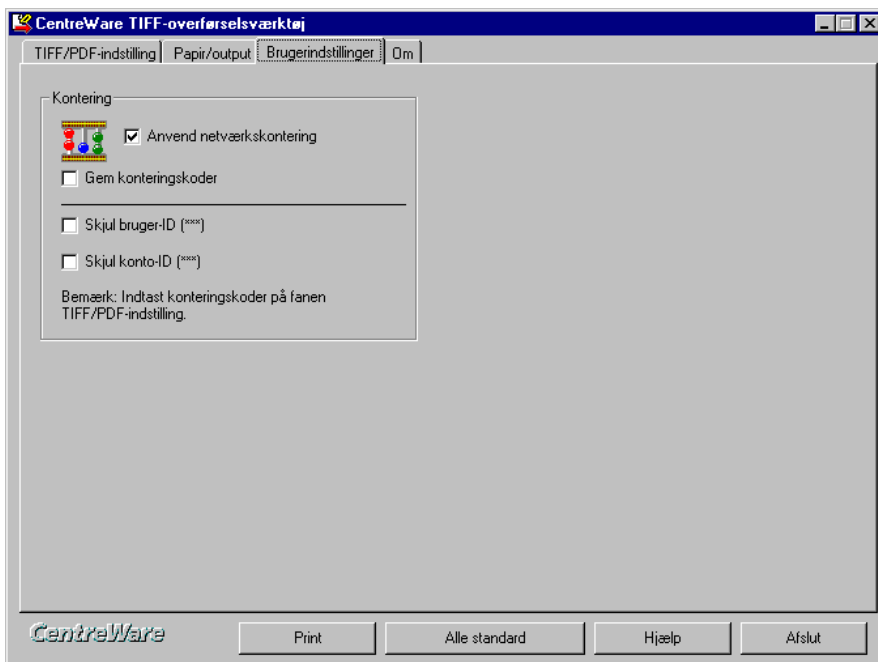 CentreWare TIFF-overførselsværktøj
TIFF/PDF-indstilling Papir/output Brugerindstillinger Om
Kontering
Anvend netværkskontering
Gem konteringskoder
Skjul bruger-ID (***)
Skjul konto-ID (***)
Bemærk: Indtast konteringskoder på fanen
TIFF/PDF-indstilling.
CentreWare Print Alle standard Hjælp Afslut